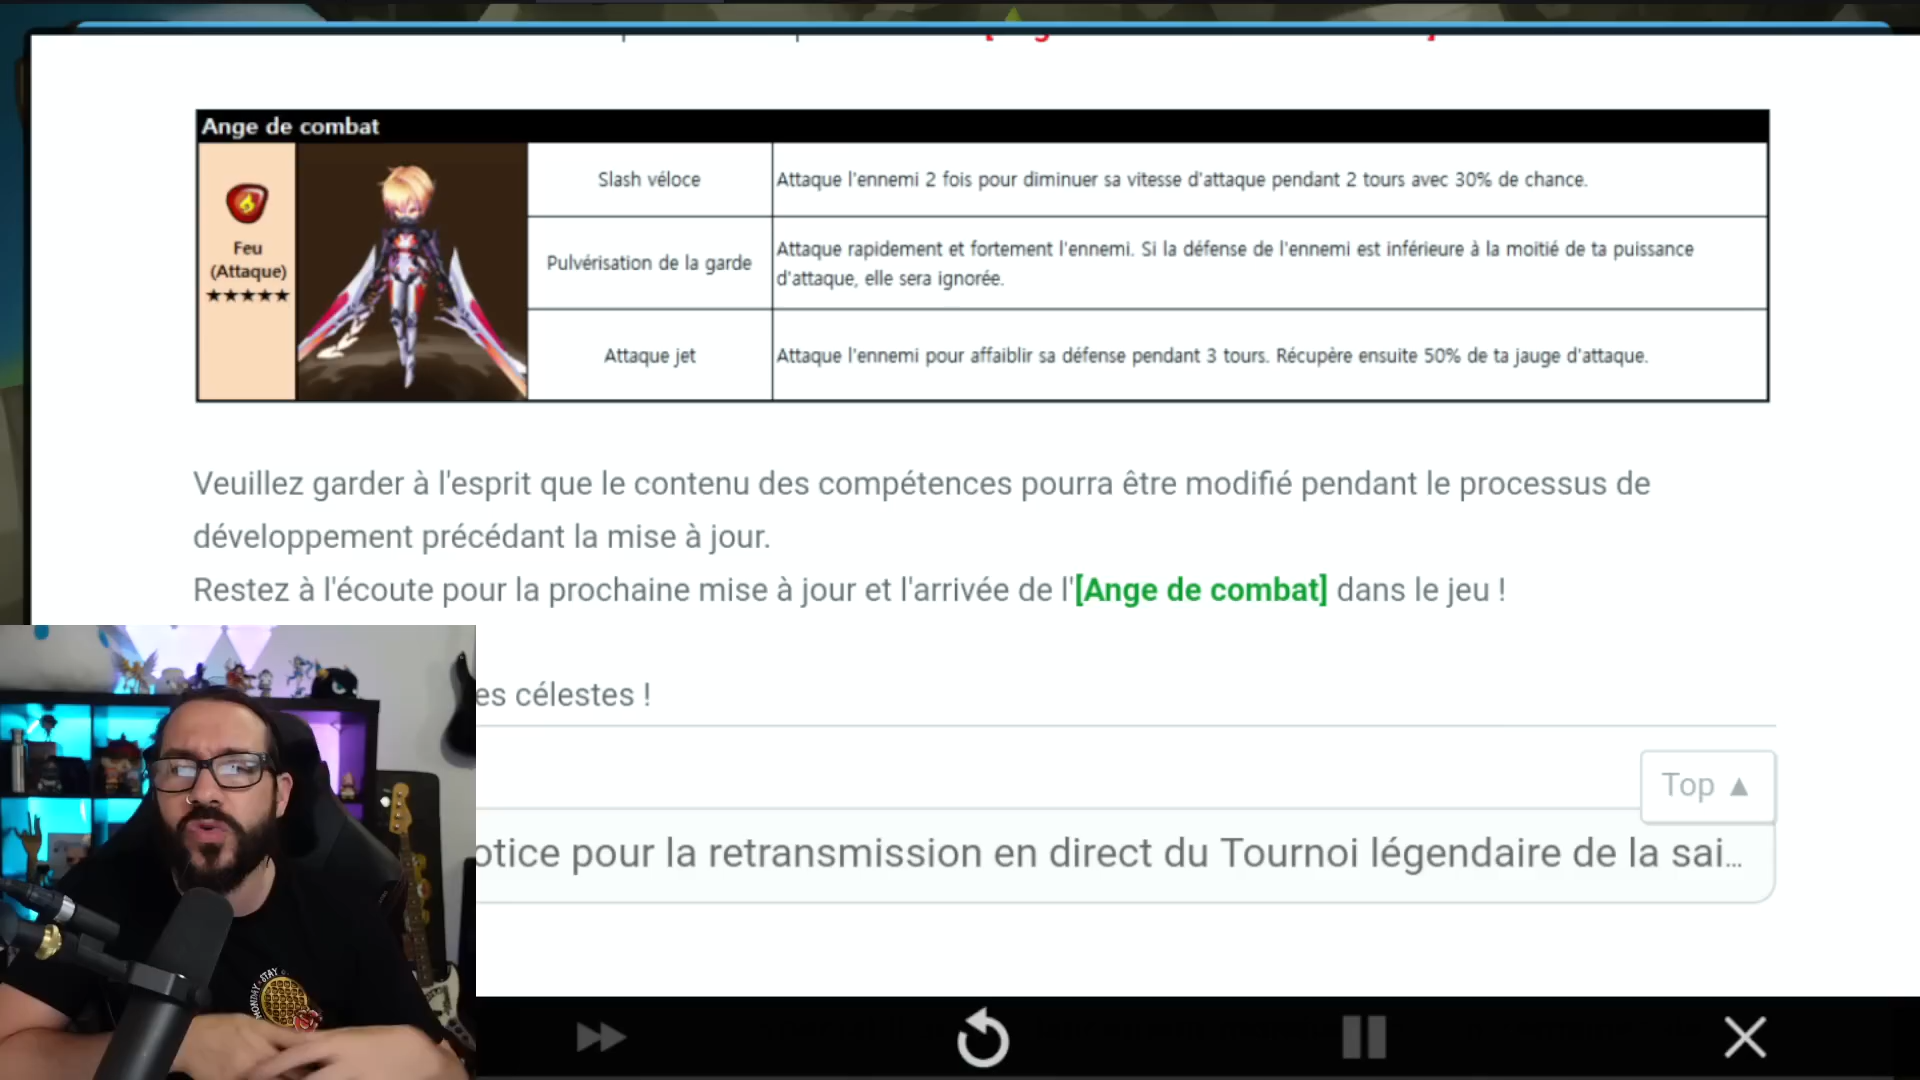 Ange de combat
Feu
(Attaque)
★★★★★
Slash véloce
Attaque l'ennemi 2 fois pour diminuer sa vitesse d'attaque pendant 2 tours avec 30% de chance.
Pulvérisation de la garde
Attaque rapidement et fortement l'ennemi. Si la défense de l'ennemi est inférieure à la moitié de ta puissance
d'attaque, elle sera ignorée.
Attaque jet
Attaque l'ennemi pour affaiblir sa défense pendant 3 tours. Récupère ensuite 50% de ta jauge d'attaque.
Veuillez garder à l'esprit que le contenu des compétences pourra être modifié pendant le processus de
développement précédant la mise à jour.
Restez à l'écoute pour la prochaine mise à jour et l'arrivée de l'[Ange de combat] dans le jeu !
es célestes !
Top ▲
otice pour la retransmission en direct du Tournoi légendaire de la sai...
MONDAY STAY